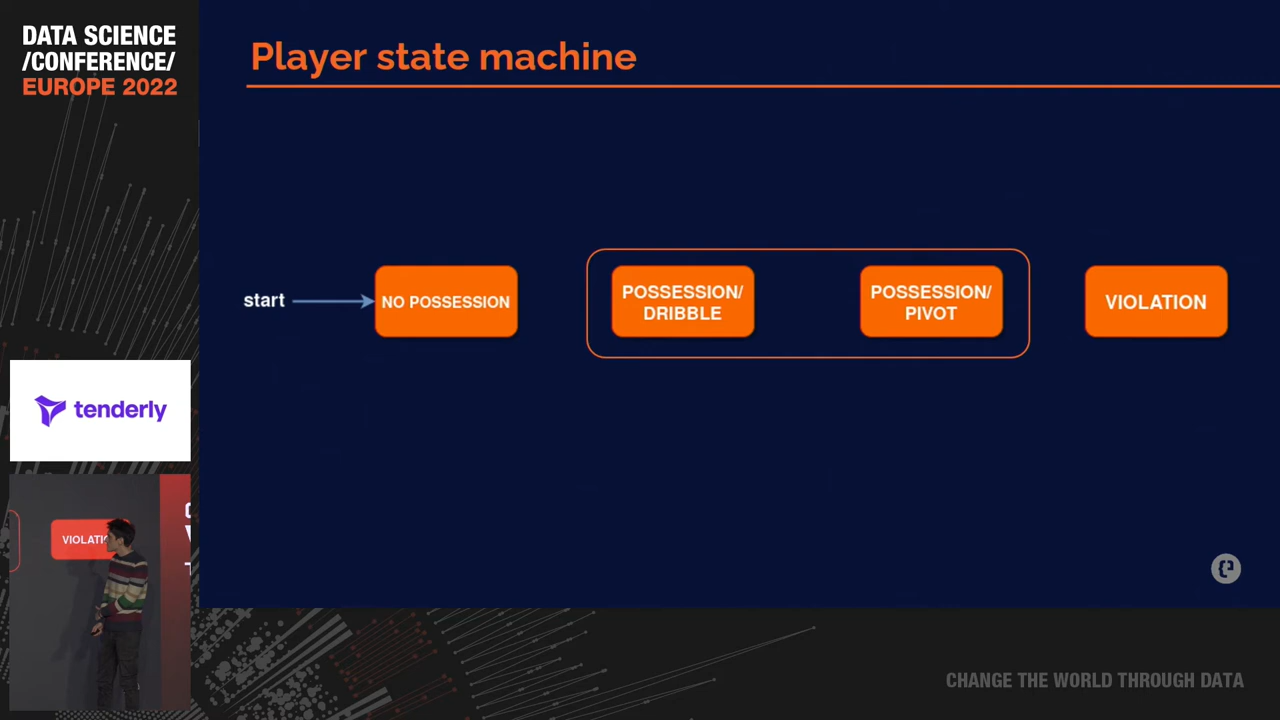 DATA SCIENCE
/CONFERENCE/
EUROPE 2022
Player state machine
start
NO POSSESSION
POSSESSION/
DRIBBLE
POSSESSION/
PIVOT
VIOLATION
tenderly
CHANGE THE WORLD THROUGH DATA